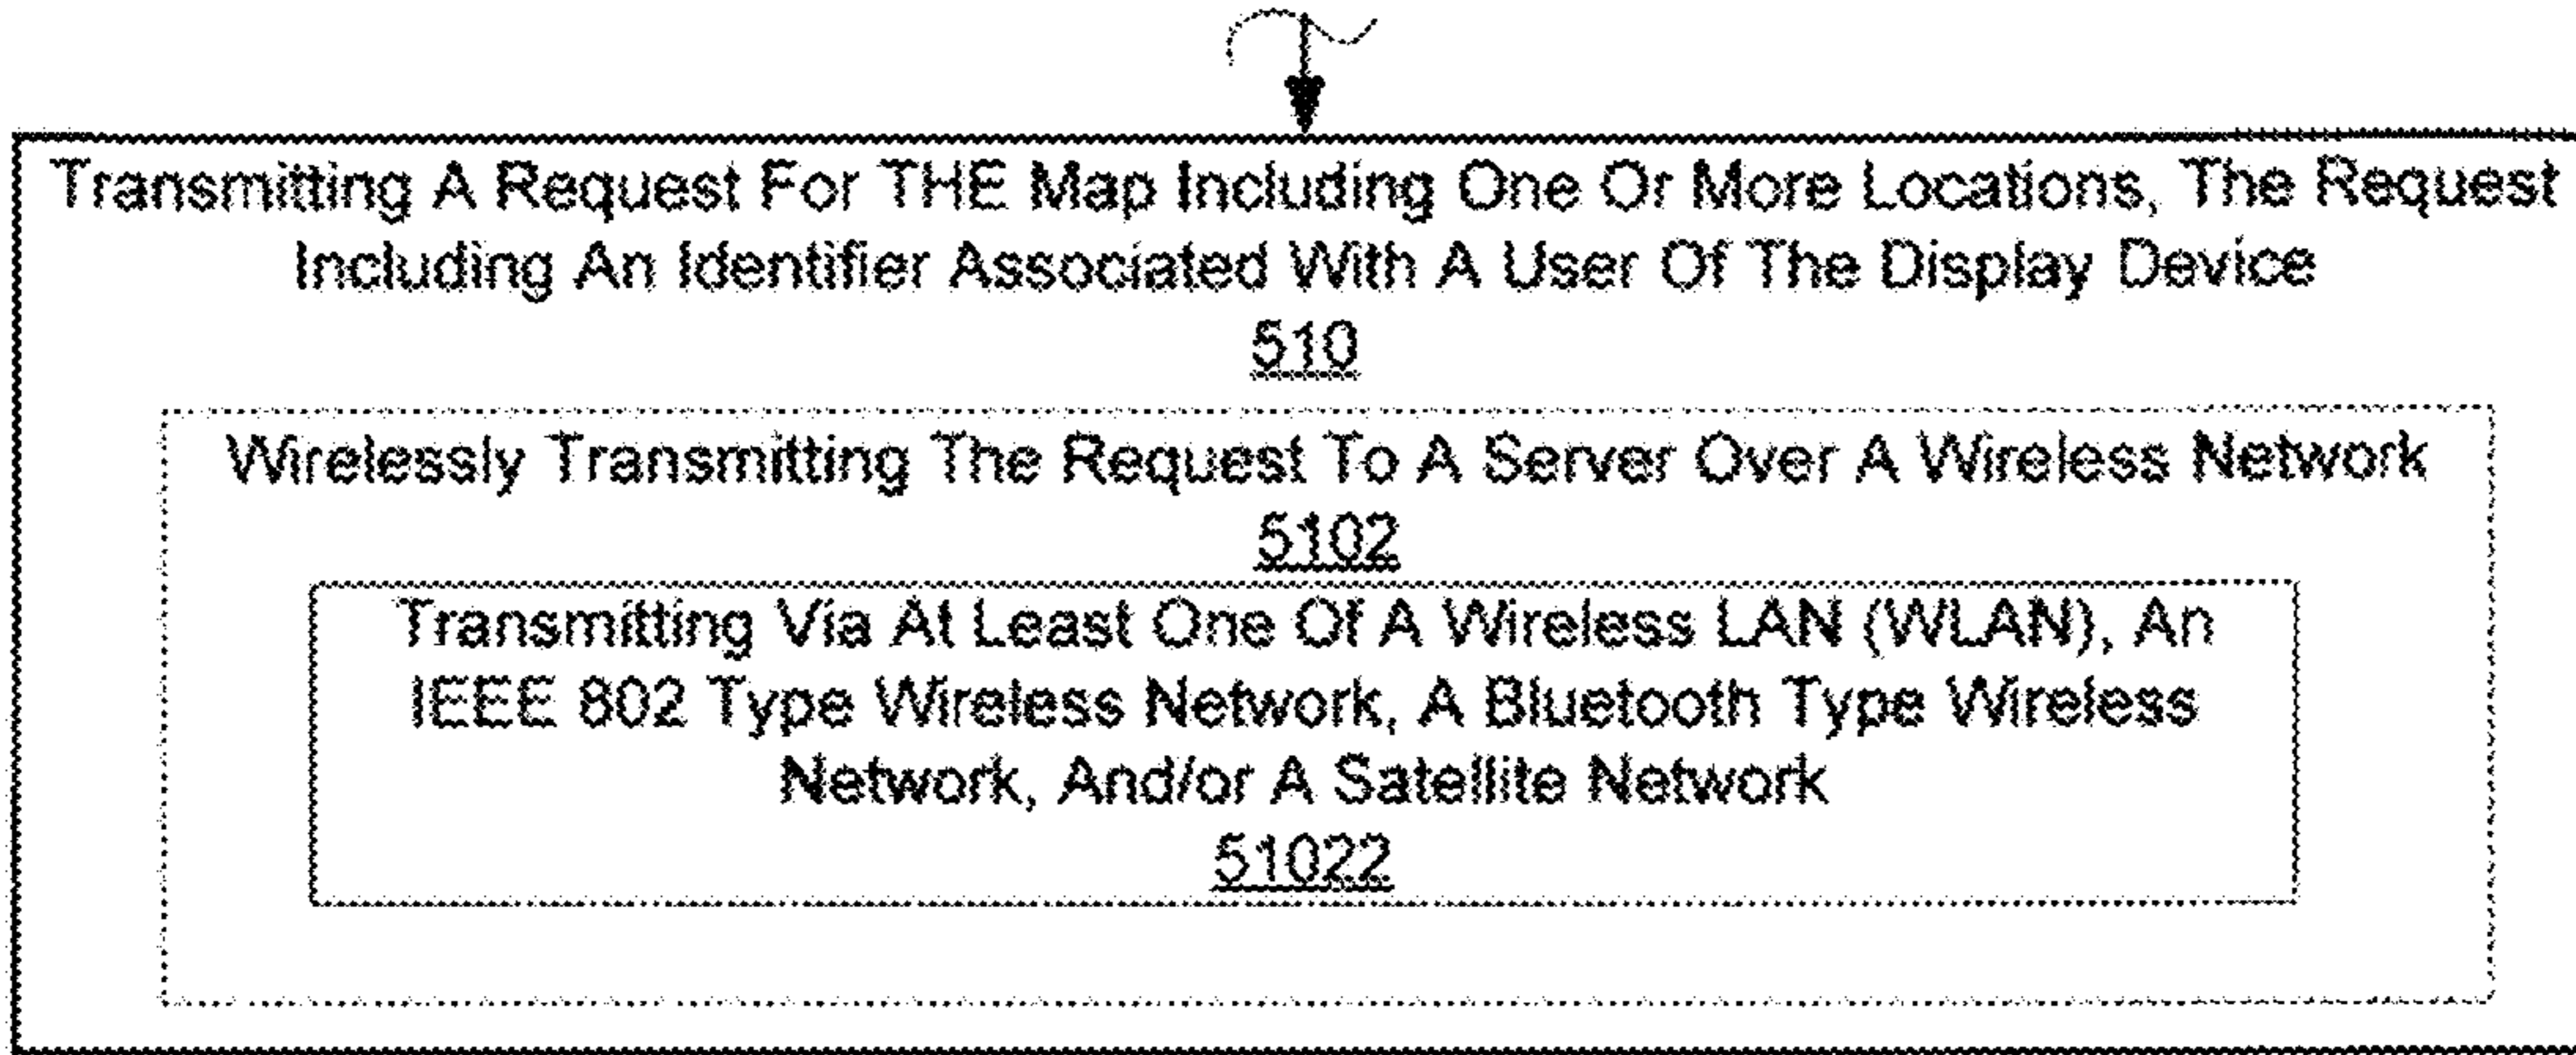 Transmitting A Request For THE Map Including One Or More Locations, The Request
Including An Identifier Associated With A User Of The Display Device
510
Wirelessly Transmitting The Request To A Server Over A Wireless Network
5102
Transmitting Via At Least One Of A Wireless LAN (WLAN), An
IEEE 802 Type Wireless Network, A Bluetooth Type Wireless
Network, And/or A Satellite Network
51022